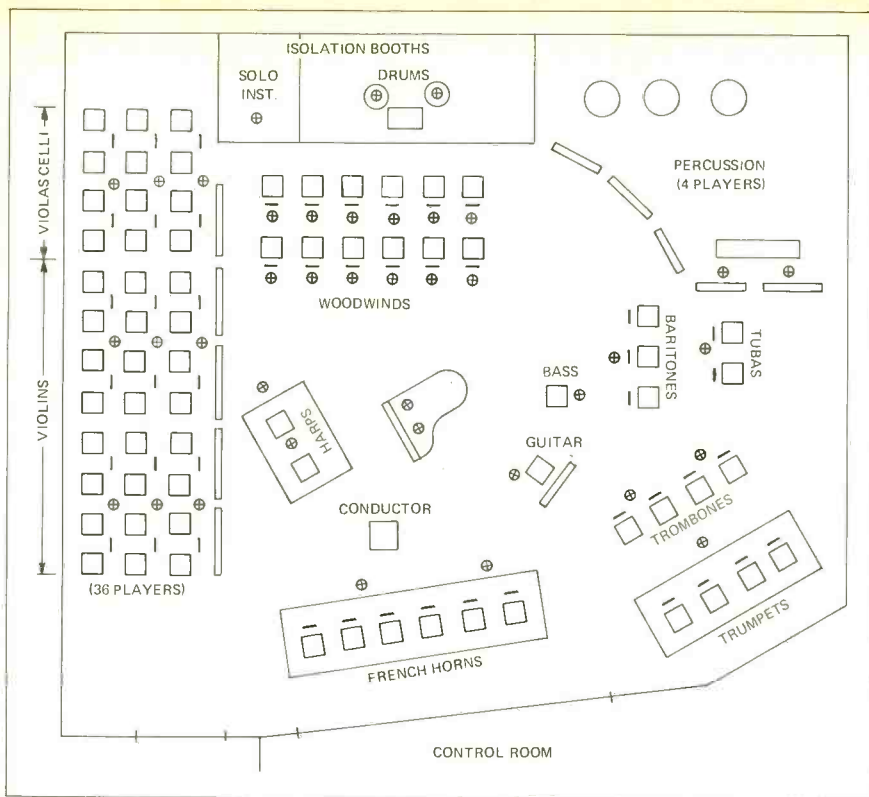 ISOLATION BOOTHS
SOLO
INST.
DRUMS
PERCUSSION
(4 PLAYERS)
VIOLASCELLI
VIOLINS
WOODWINDS
BARITONES
TUBAS
BASS
HARPS
GUITAR
CONDUCTOR
TROMBONES
TRUMPETS
(36 PLAYERS)
FRENCH HORNS
CONTROL ROOM